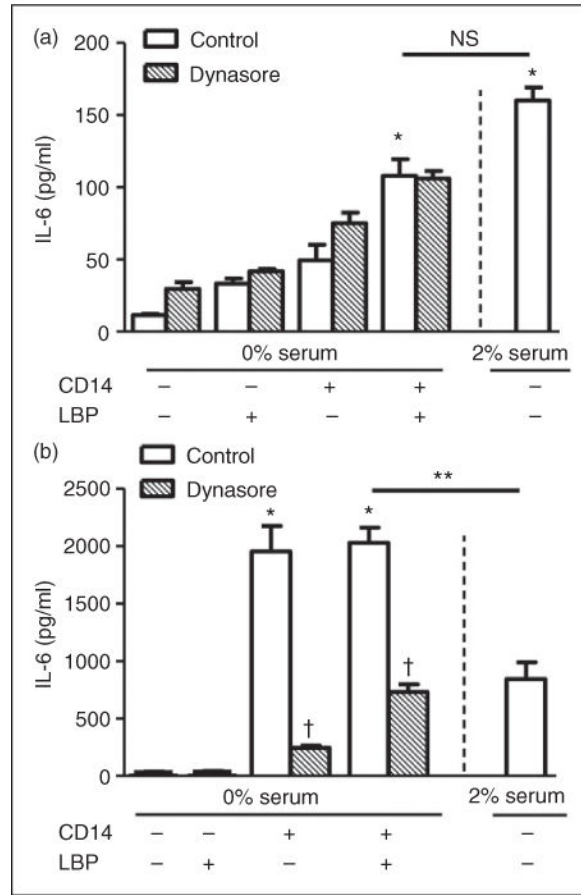 (a)
Control
Dynasore
NS
*
*
200
150
100
50
0
IL-6 (pg/ml)
0% serum
2% serum
CD14 – – + + –
LBP – + – + –
(b)
Control
Dynasore
**
*
*
†
†
2500
2000
1500
1000
500
0
IL-6 (pg/ml)
0% serum
2% serum
CD14 – – + + –
LBP – + – + –